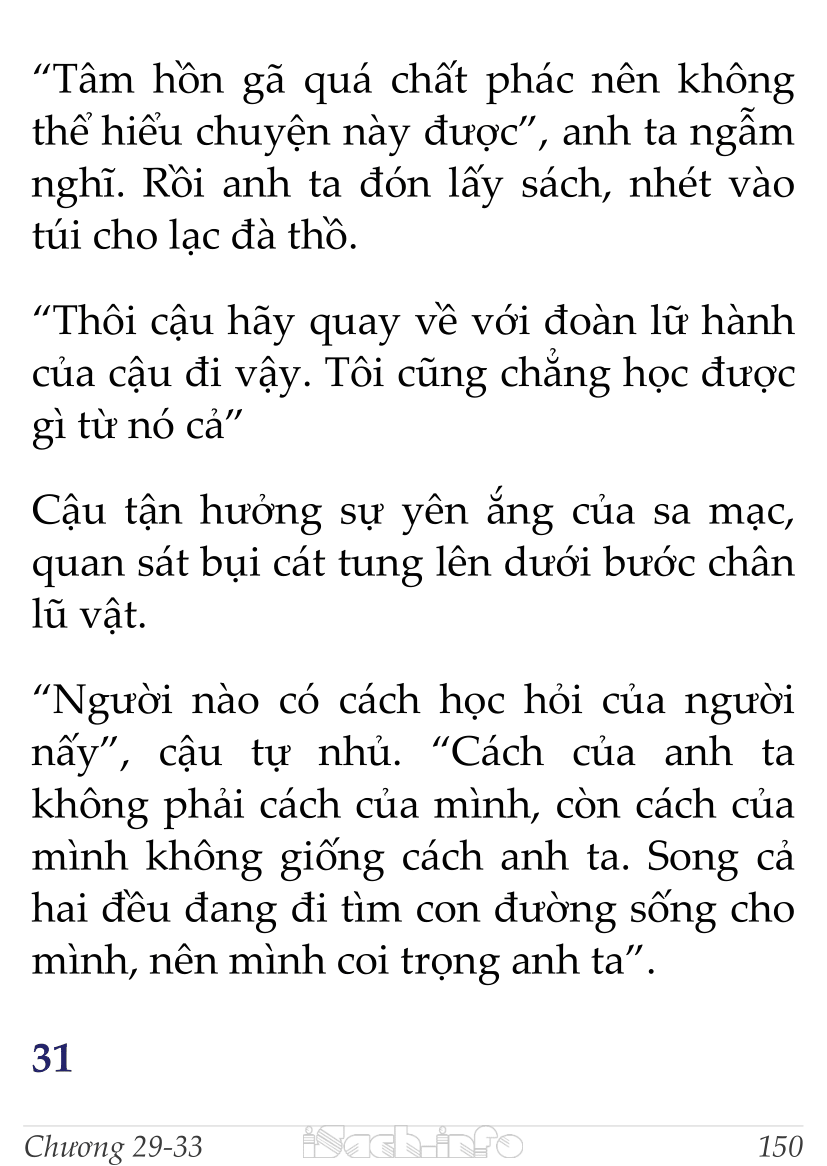 “Tâm hồn gã quá chất phác nên không
thể hiểu chuyện này được”, anh ta ngẫm
nghĩ. Rồi anh ta đón lấy sách, nhét vào
túi cho lạc đà thồ.
“Thôi cậu hãy quay về với đoàn lữ hành
của cậu đi vậy. Tôi cũng chẳng học được
gì từ nó cả”
Cậu tận hưởng sự yên ắng của sa mạc,
quan sát bụi cát tung lên dưới bước chân
lũ vật.
“Người nào có cách học hỏi của người
nấy”, cậu tự nhủ. “Cách của anh ta
không phải cách của mình, còn cách của
mình không giống cách anh ta. Song cả
hai đều đang đi tìm con đường sống cho
mình, nên mình coi trọng anh ta”.
31
Chương 29-33
iSach-info
150